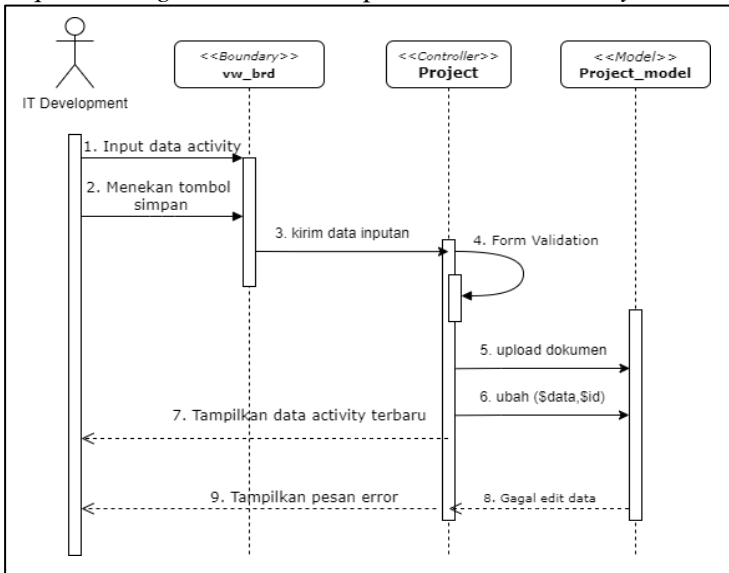 <<Boundary>>
vw_brd
<<Controller>>
Project
<<Model>>
Project_model
IT Development
1. Input data activity
2. Menekan tombol
simpan
3. kirim data inputan
4. Form Validation
5. upload dokumen
6. ubah ($data,$id)
7. Tampilkan data activity terbaru
8. Gagal edit data
9. Tampilkan pesan error